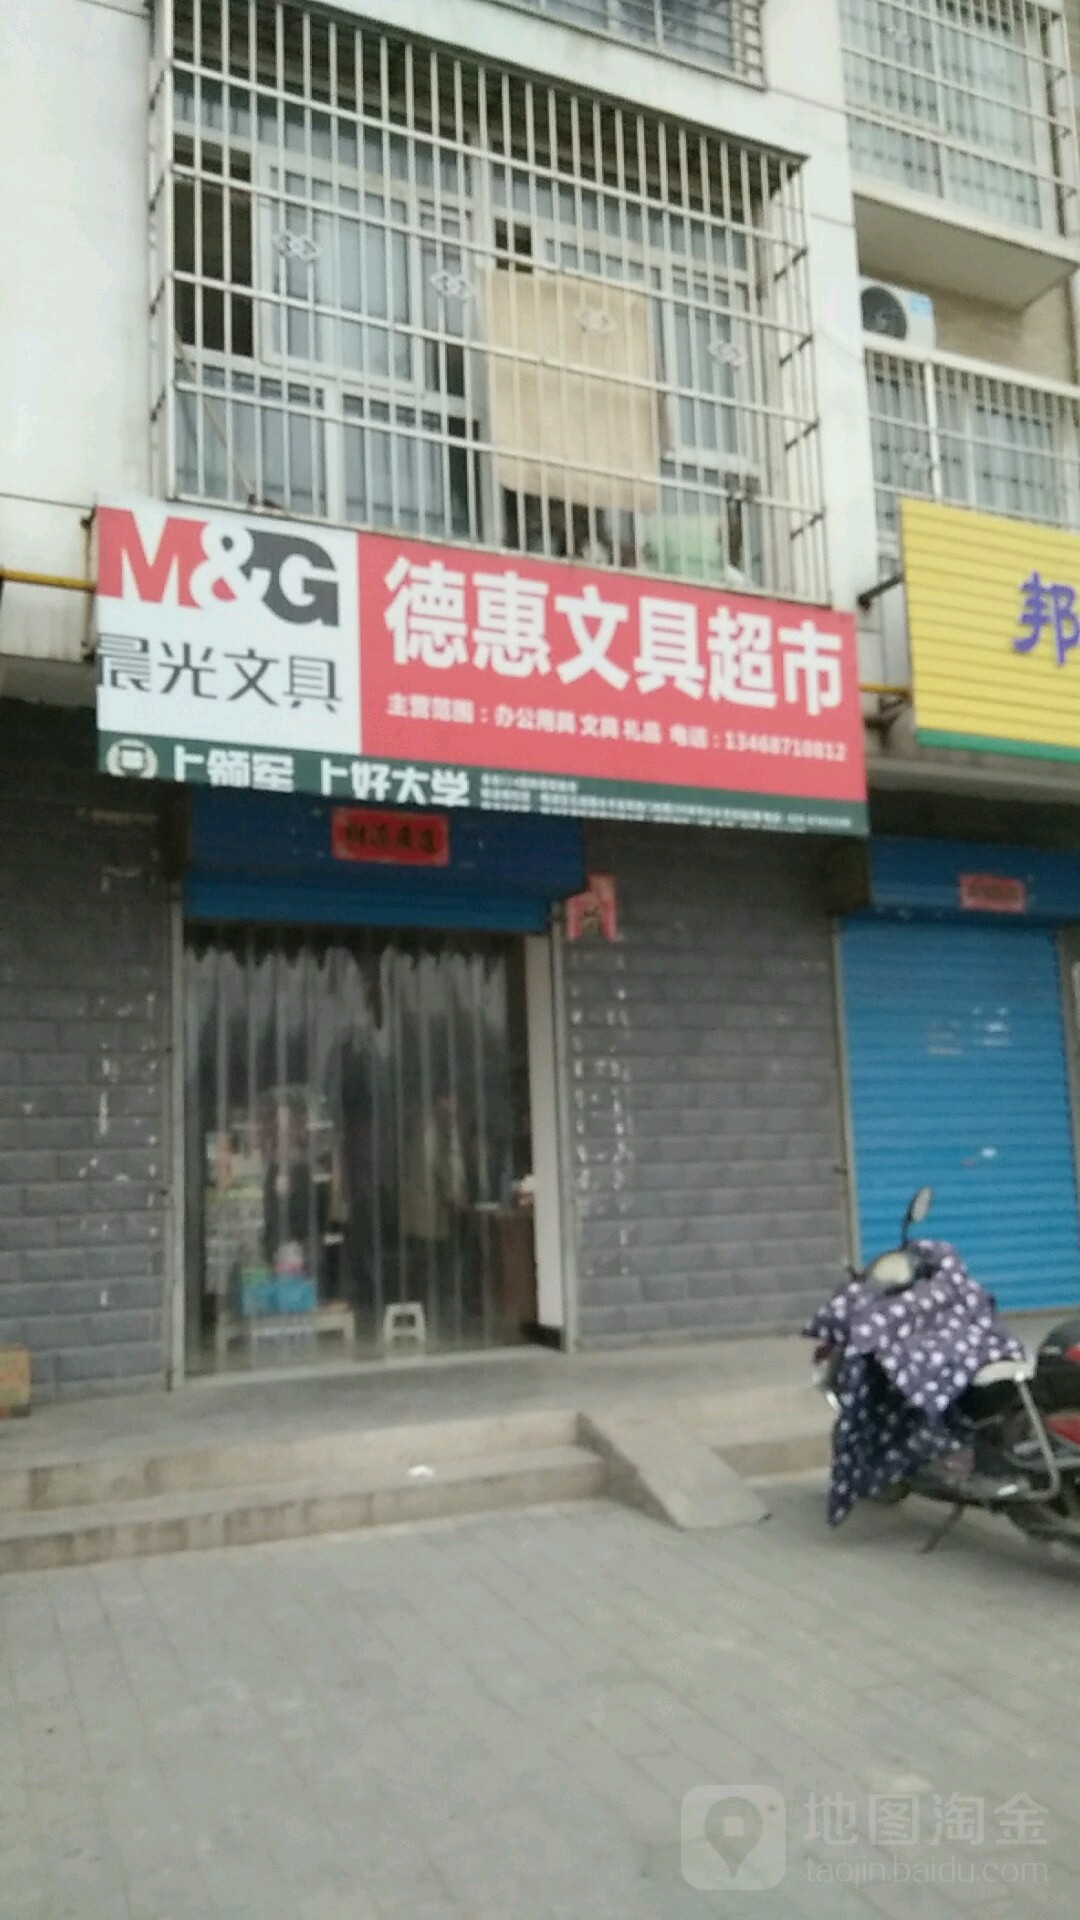 M&G
晨光文具
德惠文具超市
主营范围：办公用具 文具 礼品 电话：13468710812
上领军 上好大学
邦
地图淘金
taojin.baidu.com